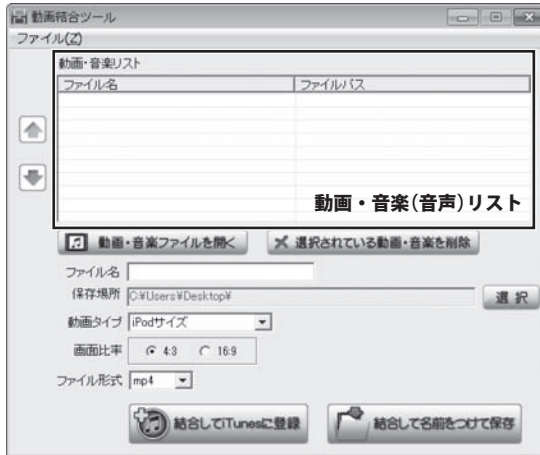 動画結合ツール
ファイル(Z)
動画・音楽リスト
ファイル名 ファイルパス
動画・音楽(音声)リスト
動画・音楽ファイルを開く 選択されている動画・音楽を削除
ファイル名
保存場所 C:¥Users¥Desktop¥ 選択
動画タイプ iPodサイズ
画面比率 4:3 16:9
ファイル形式 mp4
結合してiTunesに登録 結合して名前をつけて保存